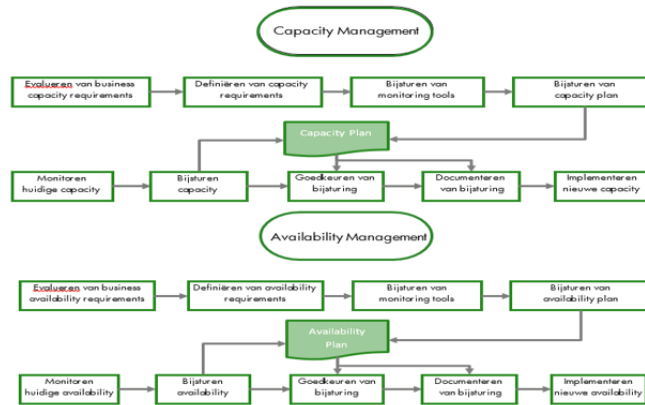 Capacity Management
Evalueren van business
capacity requirements
Definiëren van capacity
requirements
Bijsturen van
monitoring tools
Bijsturen van
capacity plan
Capacity Plan
Monitoren
huidige capacity
Bijsturen
capacity
Goedkeuren van
bijsturing
Documenteren
van bijsturing
Implementeren
nieuwe capacity
Availability Management
Evalueren van business
availability requirements
Definiëren van availability
requirements
Bijsturen van
monitoring tools
Bijsturen van
availability plan
Availability
Plan
Monitoren
huidige availability
Bijsturen
availability
Goedkeuren van
bijsturing
Documenteren
van bijsturing
Implementeren
nieuwe availability